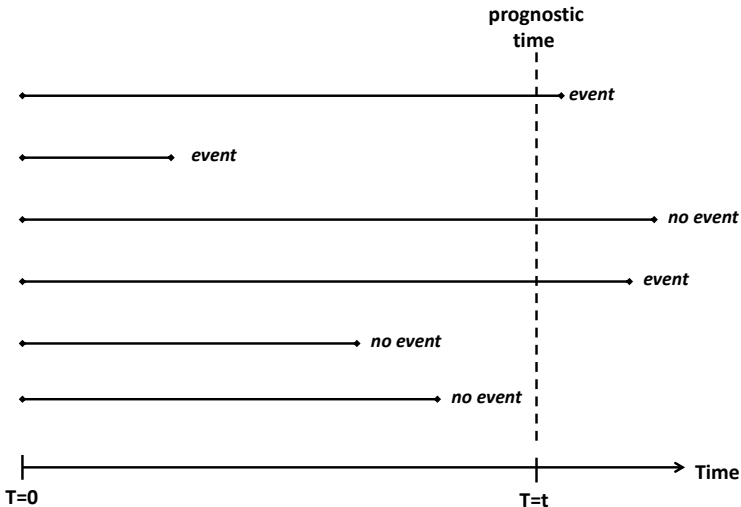 prognostic
time
event
event
no event
event
no event
no event
Time
T=0
T=t